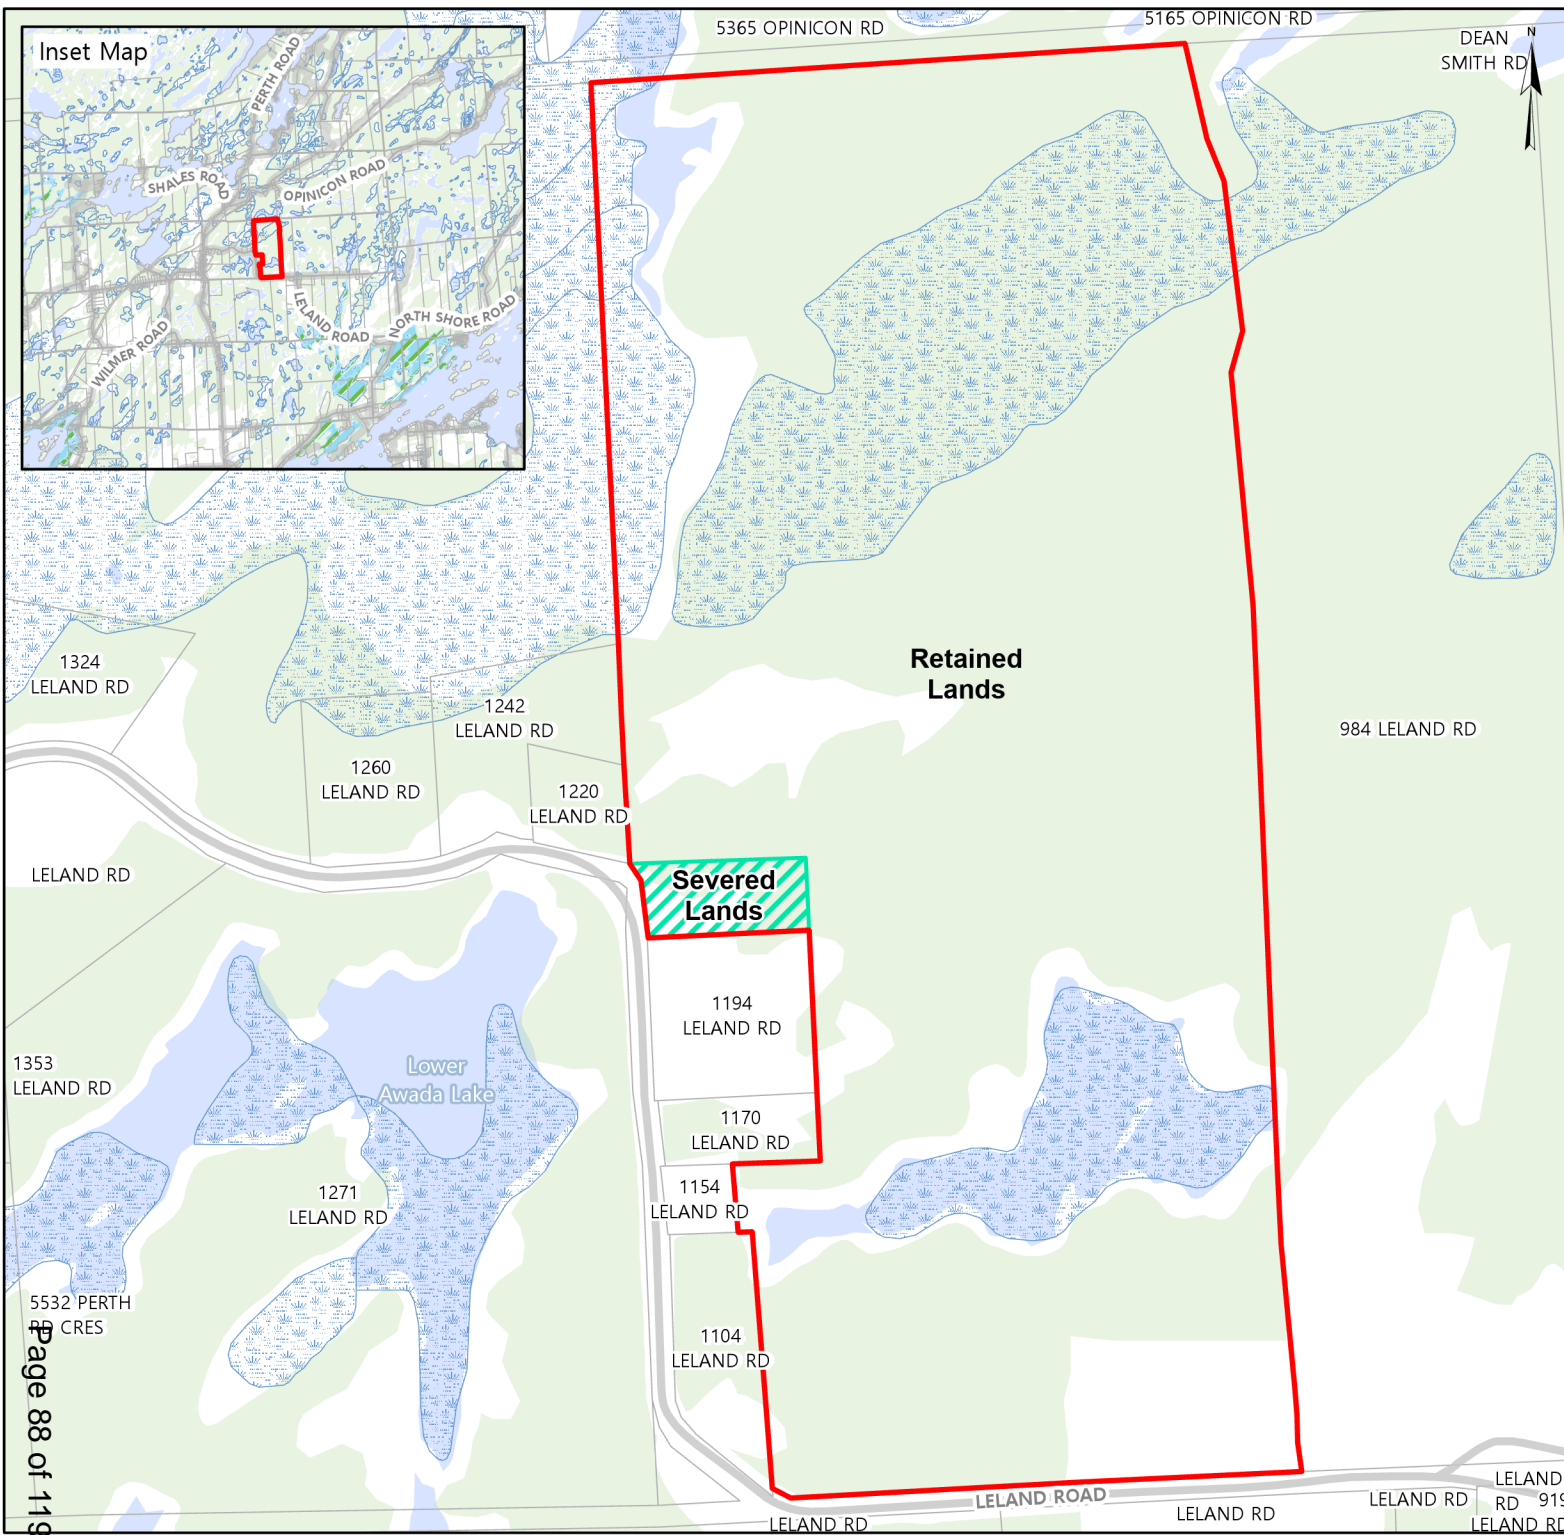 5365 OPINICON RD
5165 OPINICON RD
DEAN
SMITH RD
N
Inset Map
PERTH ROAD
SHALES ROAD
OPINICON ROAD
LELAND ROAD
NORTH SHORE ROAD
WILMER ROAD
Retained
Lands
1324
LELAND RD
1242
LELAND RD
984 LELAND RD
1260
LELAND RD
1220
LELAND RD
LELAND RD
Severed
Lands
1194
LELAND RD
Lower
Awada Lake
1353
LELAND RD
1170
LELAND RD
1154
LELAND RD
1271
LELAND RD
5532 PERTH
RD CRES
1104
LELAND RD
Page 88 of 119
LELAND ROAD
LELAND RD
LELAND RD
LELAND RD
LELAND
RD
919
LELAND RD